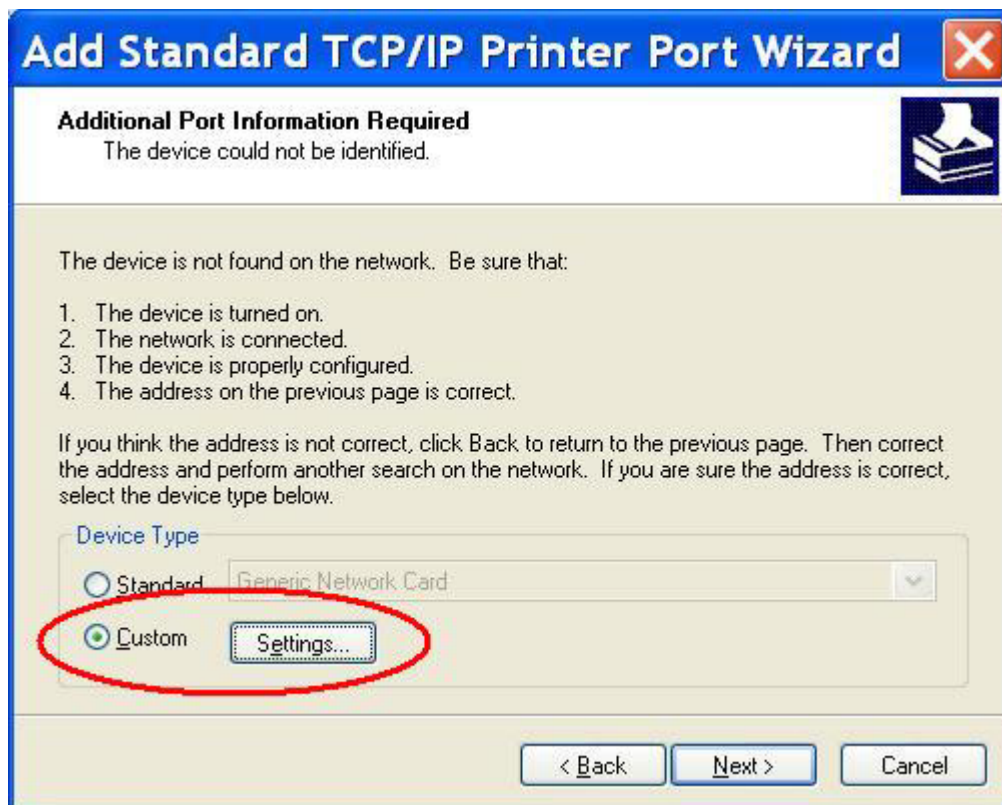 Add Standard TCP/IP Printer Port Wizard
Additional Port Information Required
The device could not be identified.
The device is not found on the network. Be sure that:
1. The device is turned on.
2. The network is connected.
3. The device is properly configured.
4. The address on the previous page is correct.
If you think the address is not correct, click Back to return to the previous page. Then correct
the address and perform another search on the network. If you are sure the address is correct,
select the device type below.
Device Type
Standard Generic Network Card
Custom Settings...
< Back Next > Cancel